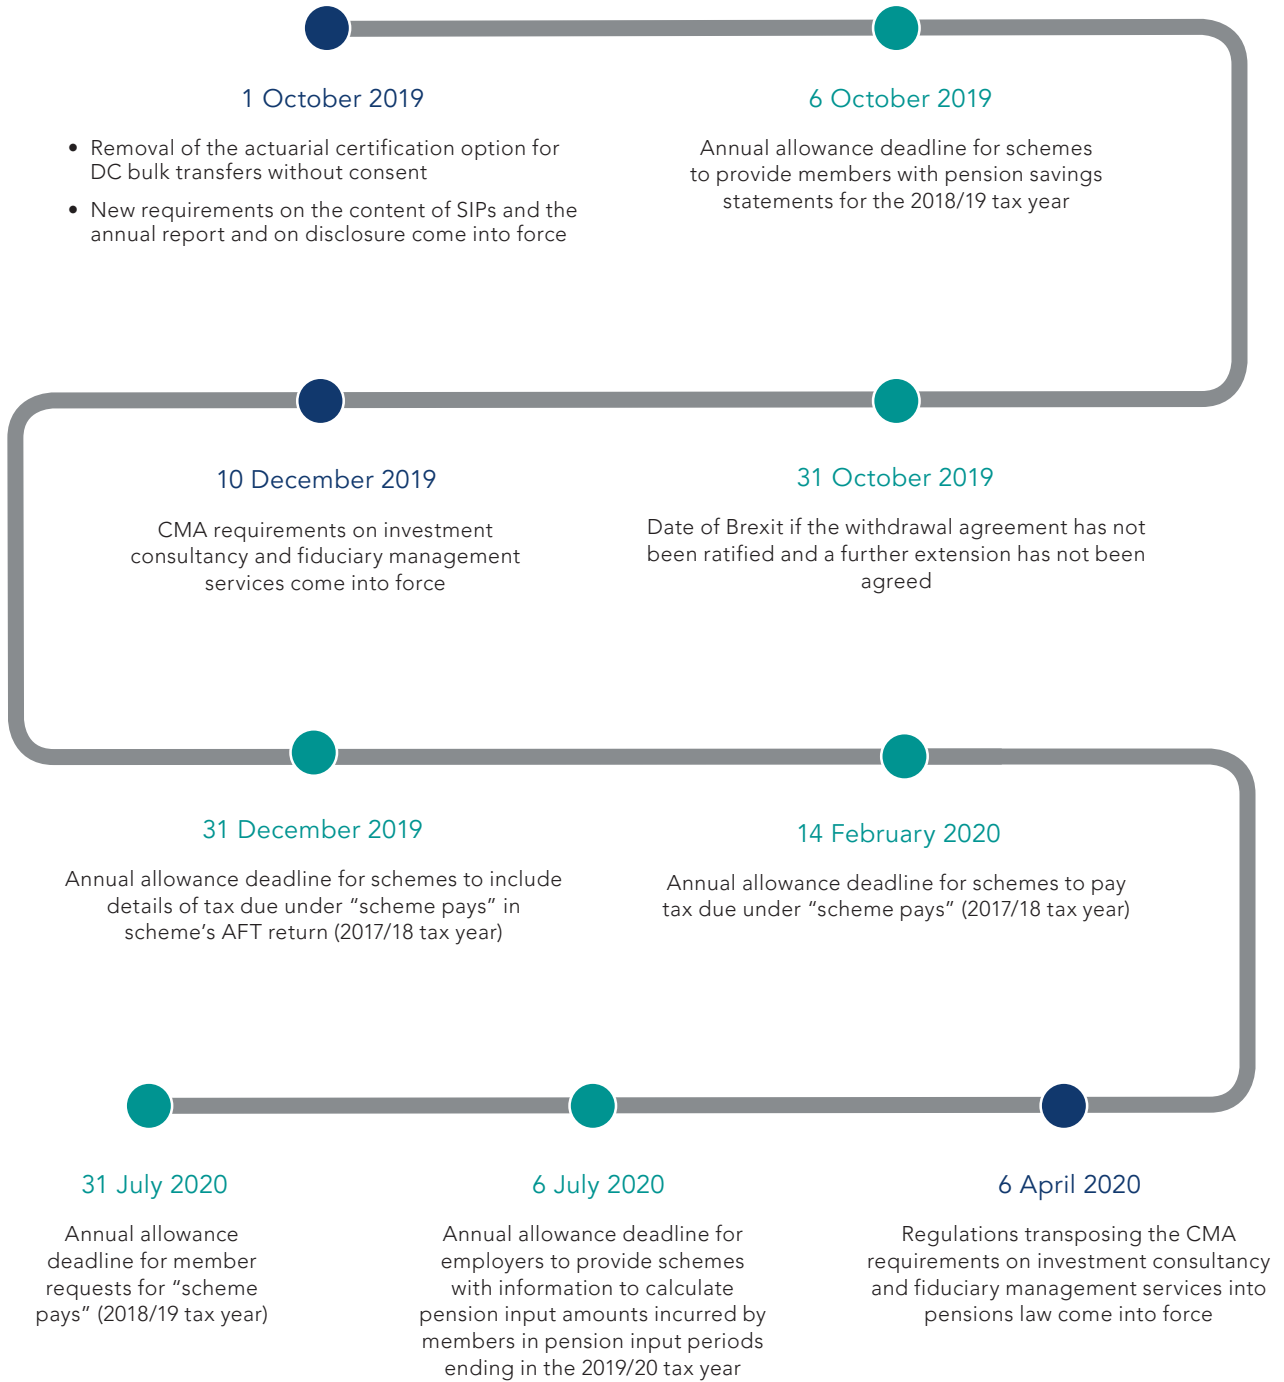 1 October 2019
• Removal of the actuarial certification option for
DC bulk transfers without consent
• New requirements on the content of SIPs and the
annual report and on disclosure come into force
6 October 2019
Annual allowance deadline for schemes
to provide members with pension savings
statements for the 2018/19 tax year
31 October 2019
Date of Brexit if the withdrawal agreement has not
been ratified and a further extension has not been
agreed
10 December 2019
CMA requirements on investment
consultancy and fiduciary management
services come into force
31 December 2019
Annual allowance deadline for schemes to include
details of tax due under “scheme pays” in
scheme’s AFT return (2017/18 tax year)
14 February 2020
Annual allowance deadline for schemes to pay
tax due under “scheme pays” (2017/18 tax year)
6 April 2020
Regulations transposing the CMA
requirements on investment consultancy
and fiduciary management services into
pensions law come into force
6 July 2020
Annual allowance deadline for
employers to provide schemes
with information to calculate
pension input amounts incurred by
members in pension input periods
ending in the 2019/20 tax year
31 July 2020
Annual allowance
deadline for member
requests for “scheme
pays” (2018/19 tax year)